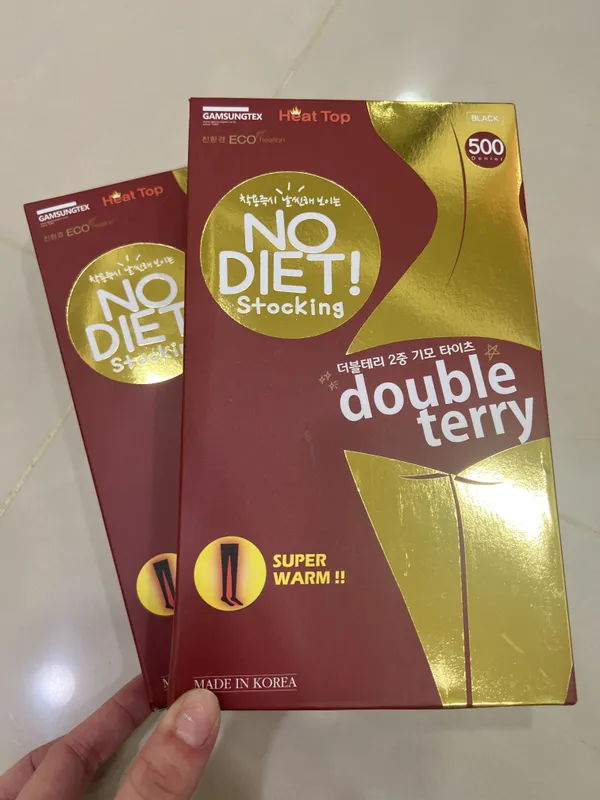 GAMSUNGTEX
Heat Top
친환경 ECO heatton
BLACK
500
Denier
착용즉시 날씬해 보이는
NO
DIET!
Stocking
더블테리 2중 기모 타이츠
double
terry
SUPER
WARM !!
MADE IN KOREA
GAMSUNGTEX
Heat Top
친환경 ECO heatton
착용즉시 날씬해 보이는
NO
DIET!
Stockin